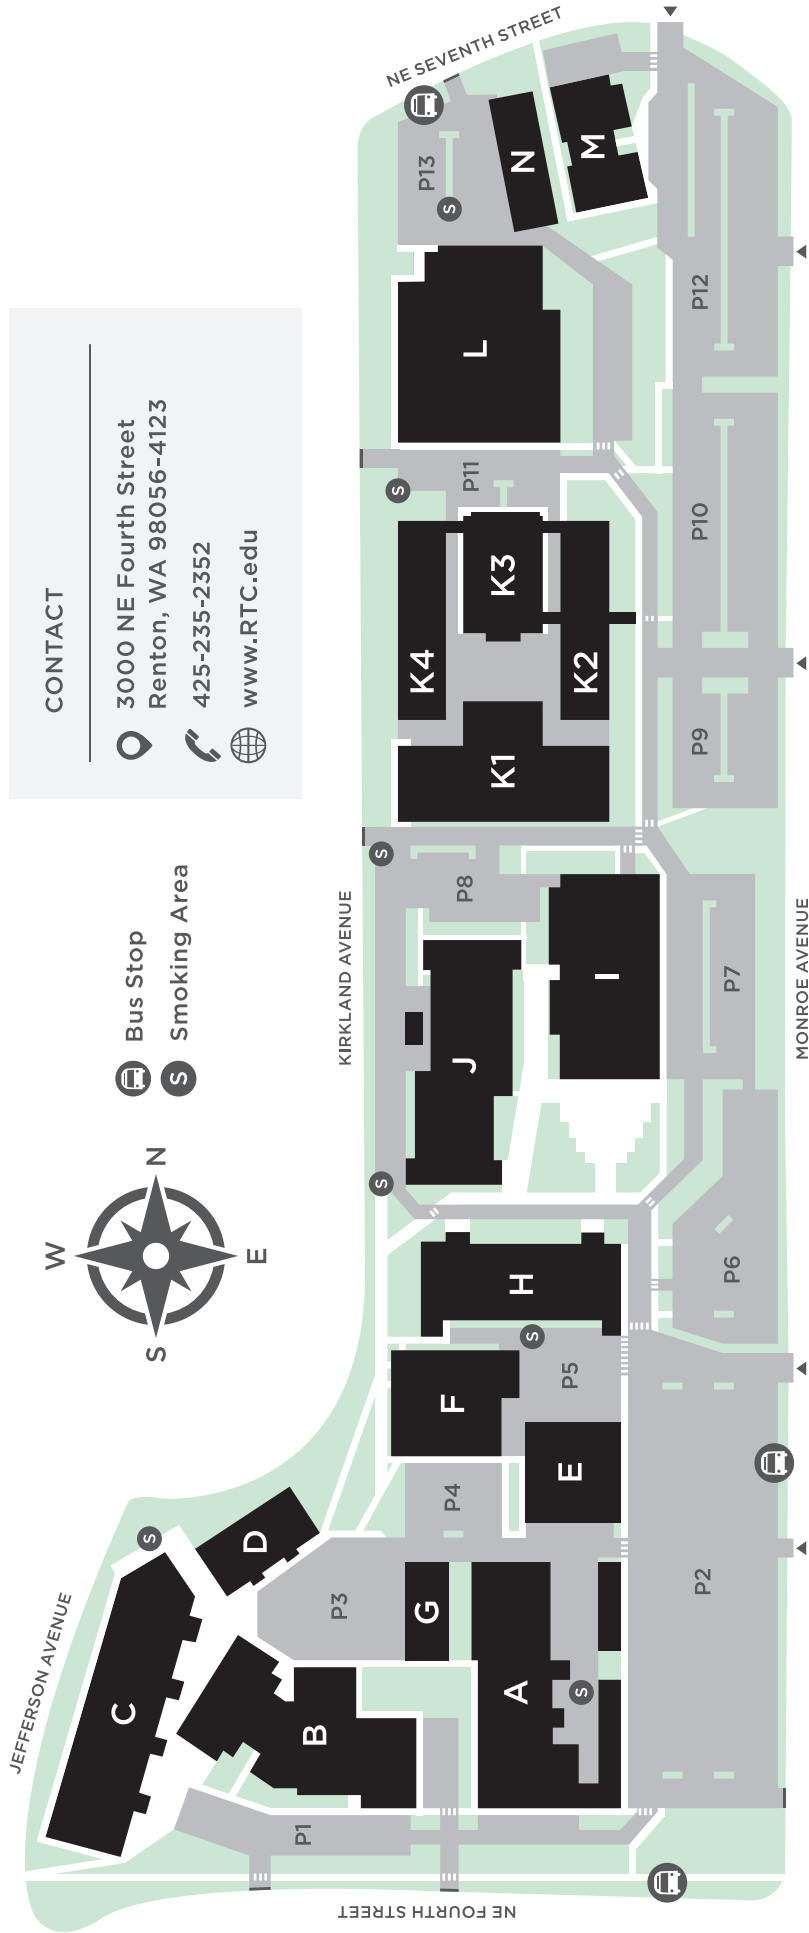 CONTACT
3000 NE Fourth Street
Renton, WA 98056-4123
425-235-2352
www.RTC.edu
Bus Stop
S Smoking Area
N
W
E
S
NE SEVENTH STREET
KIRKLAND AVENUE
MONROE AVENUE
JEFFERSON AVENUE
NE FOURTH STREET
P13
S
N
M
L
P12
P11
S
K4
K3
K2
K1
P10
P9
S
P8
J
I
P7
S
H
S
P6
F
P5
E
P4
S
D
C
P3
G
B
A
S
P2
P1